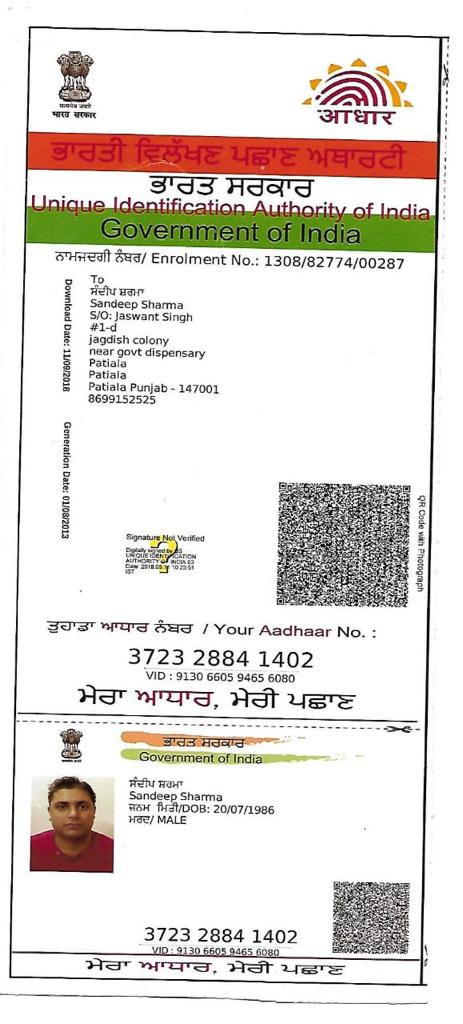 सत्यमेव जयते
भारत सरकार
आधार
ਭਾਰਤੀ ਵਿਲੱਖਣ ਪਛਾਣ ਅਥਾਰਟੀ
ਭਾਰਤ ਸਰਕਾਰ
Unique Identification Authority of India
Government of India
ਨਾਮਜਦਗੀ ਨੰਬਰ/ Enrolment No.: 1308/82774/00287
To
ਸੰਦੀਪ ਸ਼ਰਮਾ
Sandeep Sharma
S/O: Jaswant Singh
#1-d
jagdish colony
near govt dispensary
Patiala
Patiala
Patiala Punjab - 147001
8699152525
Download Date: 11/09/2018
Generation Date: 01/08/2013
Signature Not Verified
Digitally signed by DS
UNIQUE IDENTIFICATION
AUTHORITY OF INDIA 03
10:23:51
IST
QR Code with Photograph
ਤੁਹਾਡਾ ਆਧਾਰ ਨੰਬਰ / Your Aadhaar No. :
3723 2884 1402
VID : 9130 6605 9465 6080
ਮੇਰਾ ਆਧਾਰ, ਮੇਰੀ ਪਛਾਣ
ਭਾਰਤ ਸਰਕਾਰ
Government of India
ਸੰਦੀਪ ਸ਼ਰਮਾ
Sandeep Sharma
ਜਨਮ ਮਿਤੀ/DOB: 20/07/1986
ਮਰਦ/ MALE
3723 2884 1402
VID : 9130 6605 9465 6080
ਮੇਰਾ ਆਧਾਰ, ਮੇਰੀ ਪਛਾਣ